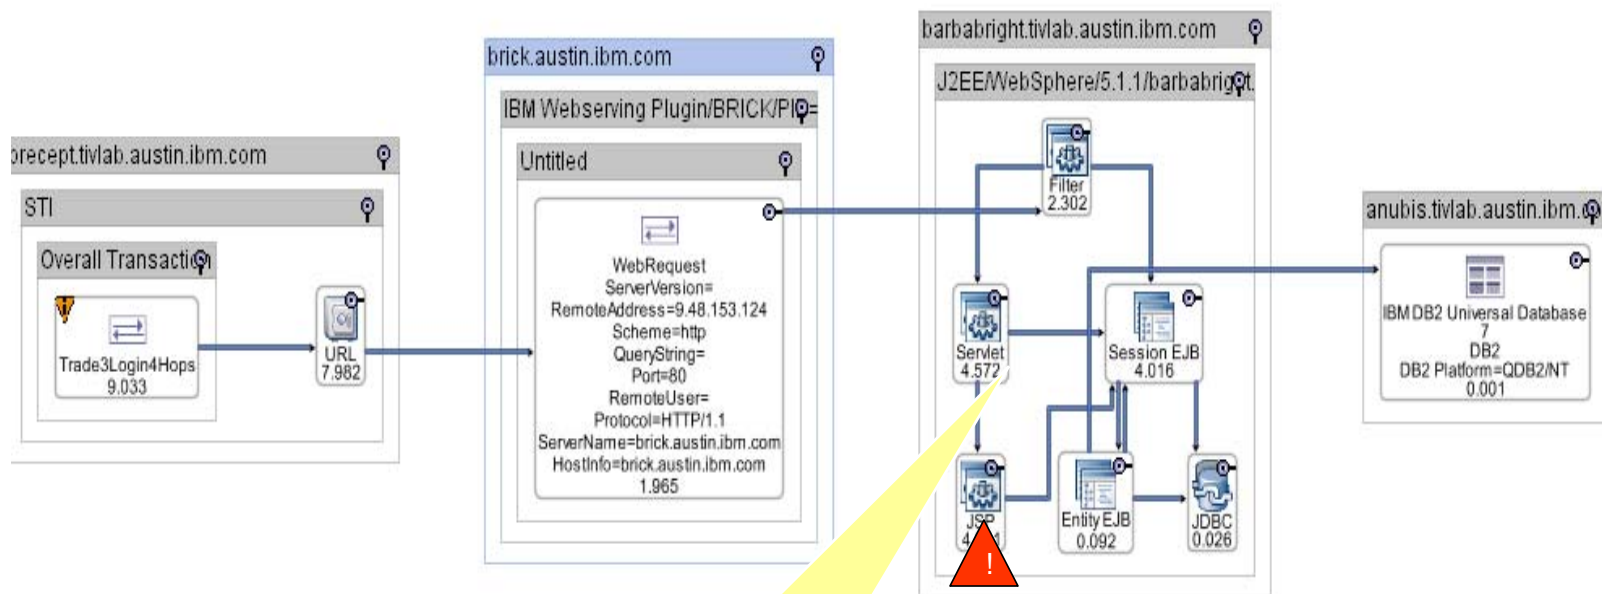 precept.tivlab.austin.ibm.com
STI
Overall Transaction
Trade3Login4Hops
9.033
URL
7.982
brick.austin.ibm.com
IBM Webserving Plugin/BRICK/PID=
Untitled
WebRequest
ServerVersion=
RemoteAddress=9.48.153.124
Scheme=http
QueryString=
Port=80
RemoteUser=
Protocol=HTTP/1.1
ServerName=brick.austin.ibm.com
HostInfo=brick.austin.ibm.com
1.965
barbabright.tivlab.austin.ibm.com
J2EE/WebSphere/5.1.1/barbabright.
Filter
2.302
Servlet
4.572
Session EJB
4.016
JSP
!
Entity EJB
0.092
JDBC
0.026
anubis.tivlab.austin.ibm.co
IBM DB2 Universal Database
7
DB2
DB2 Platform=QDB2/NT
0.001